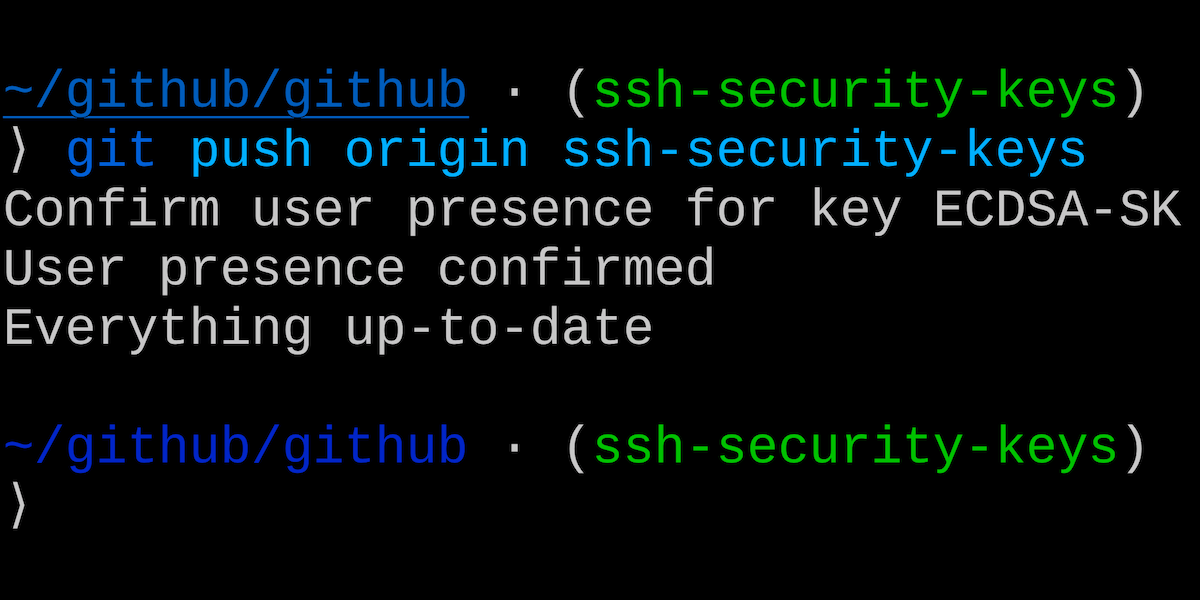 ~/github/github · (ssh-security-keys)
⟩ git push origin ssh-security-keys
Confirm user presence for key ECDSA-SK
User presence confirmed
Everything up-to-date
~/github/github · (ssh-security-keys)
⟩